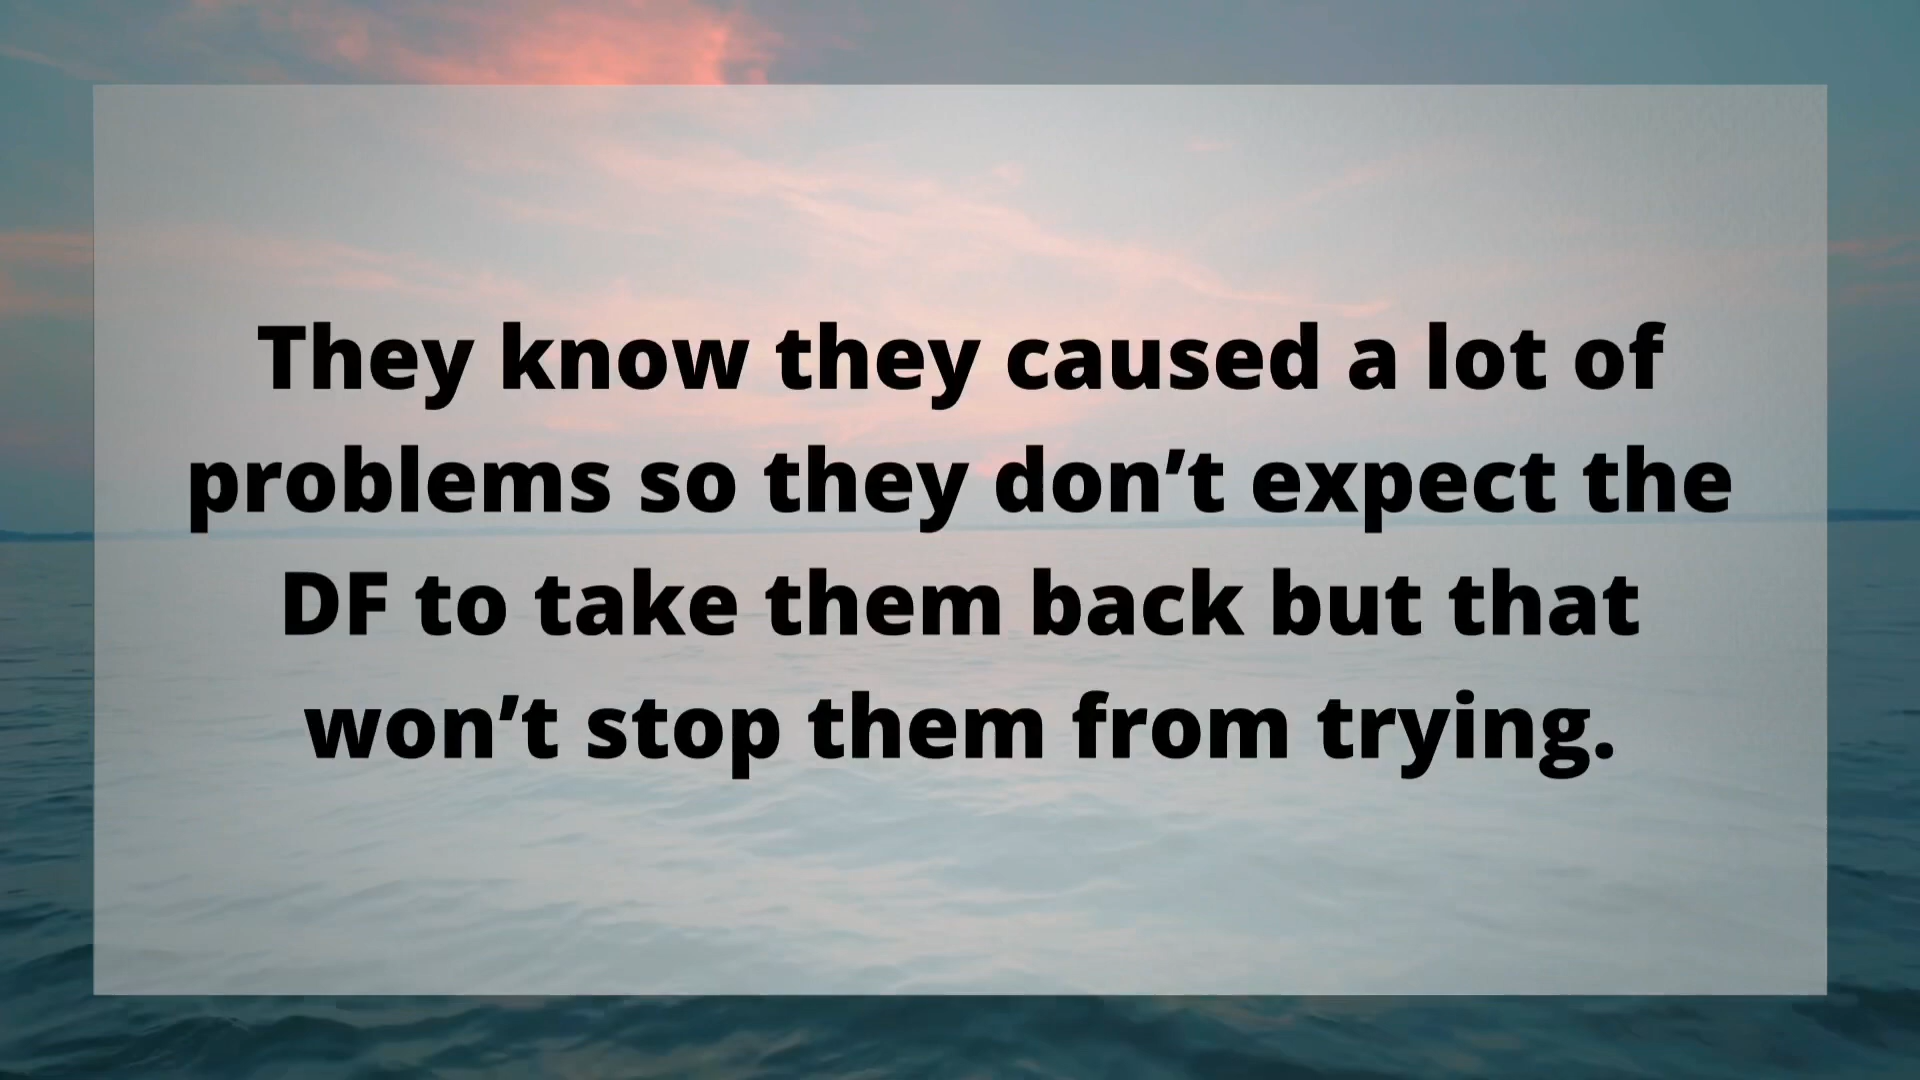 They know they caused a lot of
problems so they don’t expect the
DF to take them back but that
won’t stop them from trying.